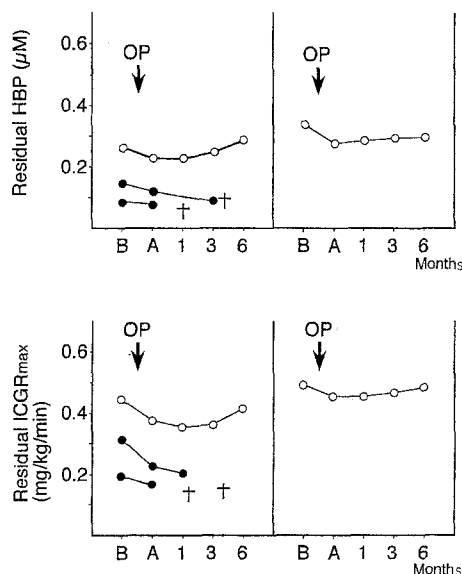 Residual HBP (µM)
0.6
0.4
0.2
OP
OP
†
†
B A 1 3 6
B A 1 3 6
Months
Residual ICGRmax
(mg/kg/min)
0.6
0.4
0.2
OP
OP
†
†
B A 1 3 6
B A 1 3 6
Months